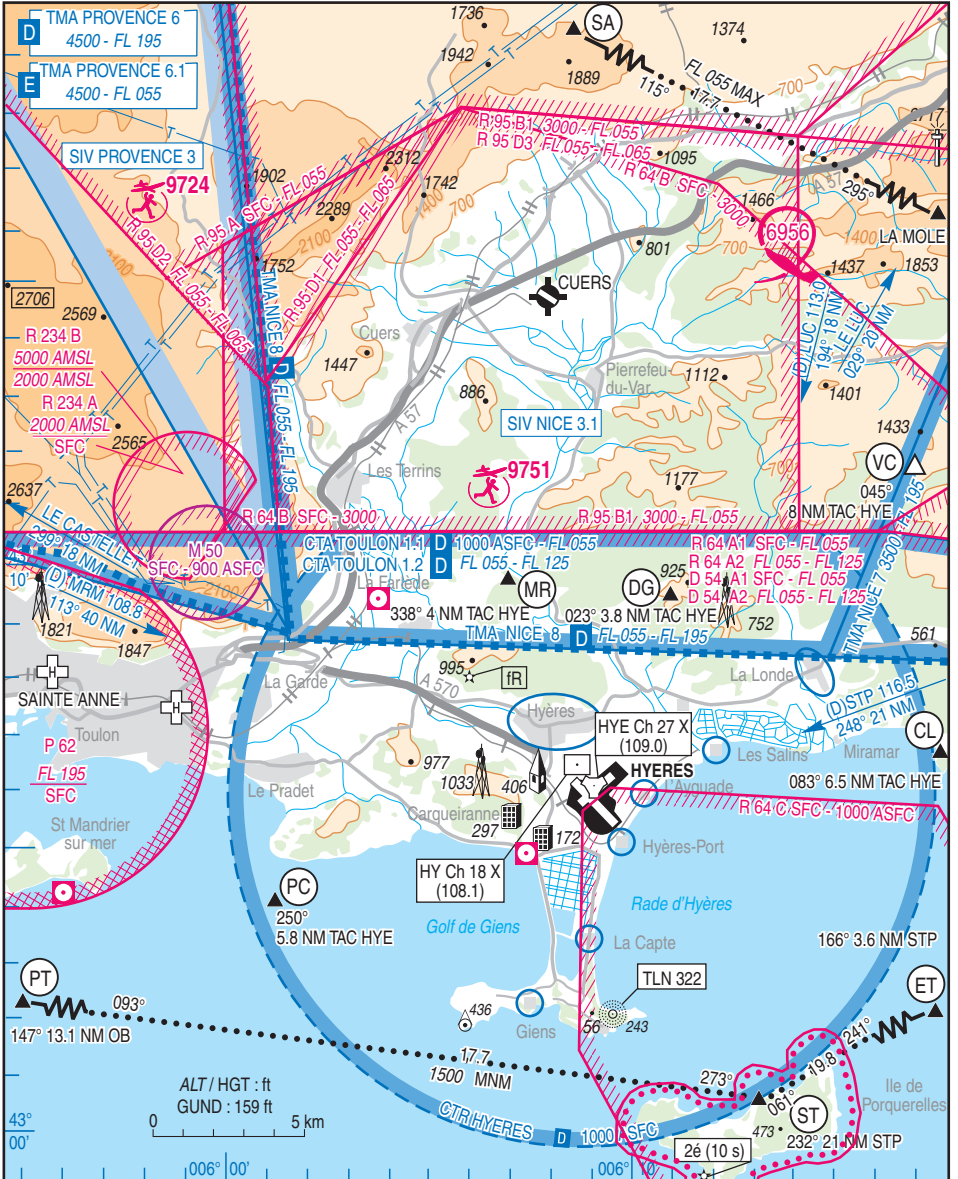 D TMA PROVENCE 6
4500 - FL 195
E TMA PROVENCE 6.1
4500 - FL 055
SIV PROVENCE 3
9724
1736
1942
1889
SA
1374
FL 055 MAX
115°
17.7
295°
LA MOLE
R 95 B1 3000 - FL 055
R 95 D3 FL 055 - FL 065
R 64 B SFC - 3000
1095
700
A 57
1466
801
6956
1400
1437
1853
1902
2312
1742
1400
700
2289
2100
R 95 A SFC - FL 055
R 95 D1 FL 055 - FL 065
R 95 D2 FL 055 - FL 065
1752
TMA NICE 8 D FL 055 - FL 195
2706
2569
R 234 B
5000 AMSL
2000 AMSL
R 234 A
2000 AMSL
SFC
2565
2637
CUERS
Cuers
1447
886
A 57
Pierrefeu-
du-Var
1112
(D) LUC 113.0
194° 18 NM
LE LUC
029° 20 NM
1401
1433
SIV NICE 3.1
9751
Les Terrins
1177
700
VC
045°
8 NM TAC HYE
R 64 B SFC - 3000
R 95 B1 3000 - FL 055
LE CASTELLET
299° 18 NM
M 50
SFC - 900 ASFC
CTA TOULON 1.1 D 1000 ASFC - FL 055
CTA TOULON 1.2 D FL 055 - FL 125
R 64 A1 SFC - FL 055
R 64 A2 FL 055 - FL 125
D 54 A1 SFC - FL 055
D 54 A2 FL 055 - FL 125
TMA NICE 7 3500 - FL 195
10'
(D) MRM 108.8
113° 40 NM
La Farlède
MR
338° 4 NM TAC HYE
DG
925
023° 3.8 NM TAC HYE
752
TMA NICE 8 D FL 055 - FL 195
561
1821
1847
SAINTE ANNE
Toulon
La Garde
A 570
995
fR
Hyères
La Londe
(D) STP 116.5
248° 21 NM
HYE Ch 27 X
(109.0)
HYERES
Les Salins
Miramar
CL
083° 6.5 NM TAC HYE
P 62
FL 195
SFC
977
1033
406
Le Pradet
L'Ayguade
R 64 C SFC - 1000 ASFC
St Mandrier
sur mer
Carqueiranne
297
172
Hyères-Port
HY Ch 18 X
(108.1)
PC
250°
5.8 NM TAC HYE
Golf de Giens
Rade d'Hyères
La Capte
166° 3.6 NM STP
PT
093°
147° 13.1 NM OB
TLN 322
ET
436
Giens
56
243
17.7
1500 MNM
273°
241°
19.8
061°
ALT / HGT : ft
GUND : 159 ft
0 5 km
CTR HYERES D 1000 ASFC
ST
Ile de
Porquerelles
473
232° 21 NM STP
2é (10 s)
43°
00'
006° 00'
006° 10'